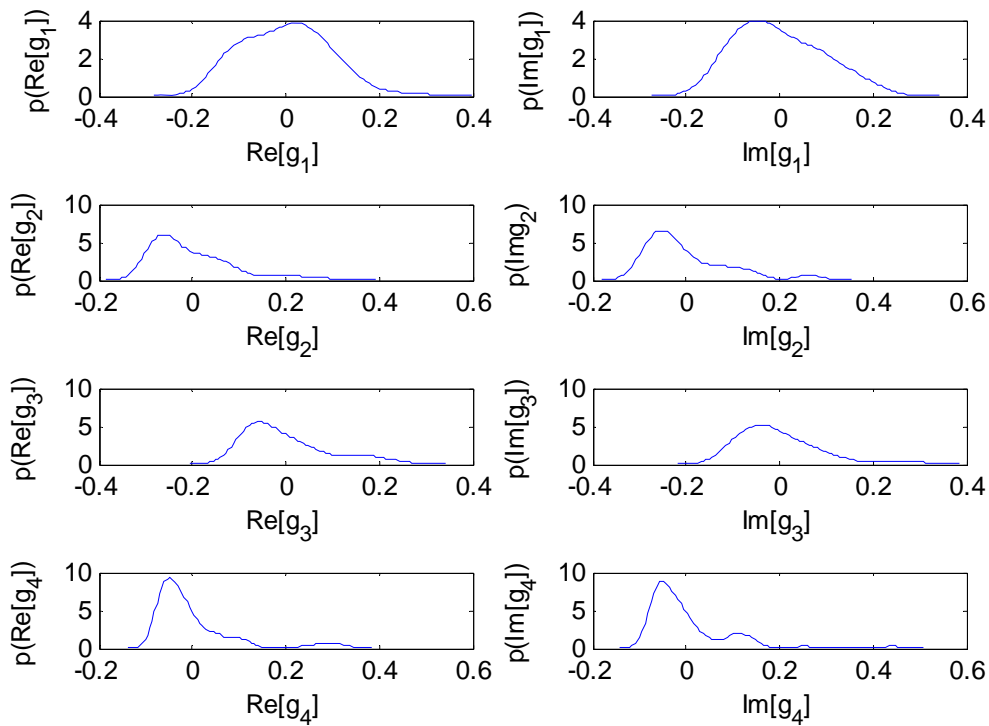 p(Re[g1])
4
2
0
-0.4 -0.2 0 0.2 0.4
Re[g1]
p(Im[g1])
4
2
0
-0.4 -0.2 0 0.2 0.4
Im[g1]
p(Re[g2])
10
5
0
-0.2 0 0.2 0.4 0.6
Re[g2]
p(Img2)
10
5
0
-0.2 0 0.2 0.4 0.6
Im[g2]
p(Re[g3])
10
5
0
-0.4 -0.2 0 0.2 0.4
Re[g3]
p(Im[g3])
10
5
0
-0.4 -0.2 0 0.2 0.4
Im[g3]
p(Re[g4])
10
5
0
-0.2 0 0.2 0.4 0.6
Re[g4]
p(Im[g4])
10
5
0
-0.2 0 0.2 0.4 0.6
Im[g4]